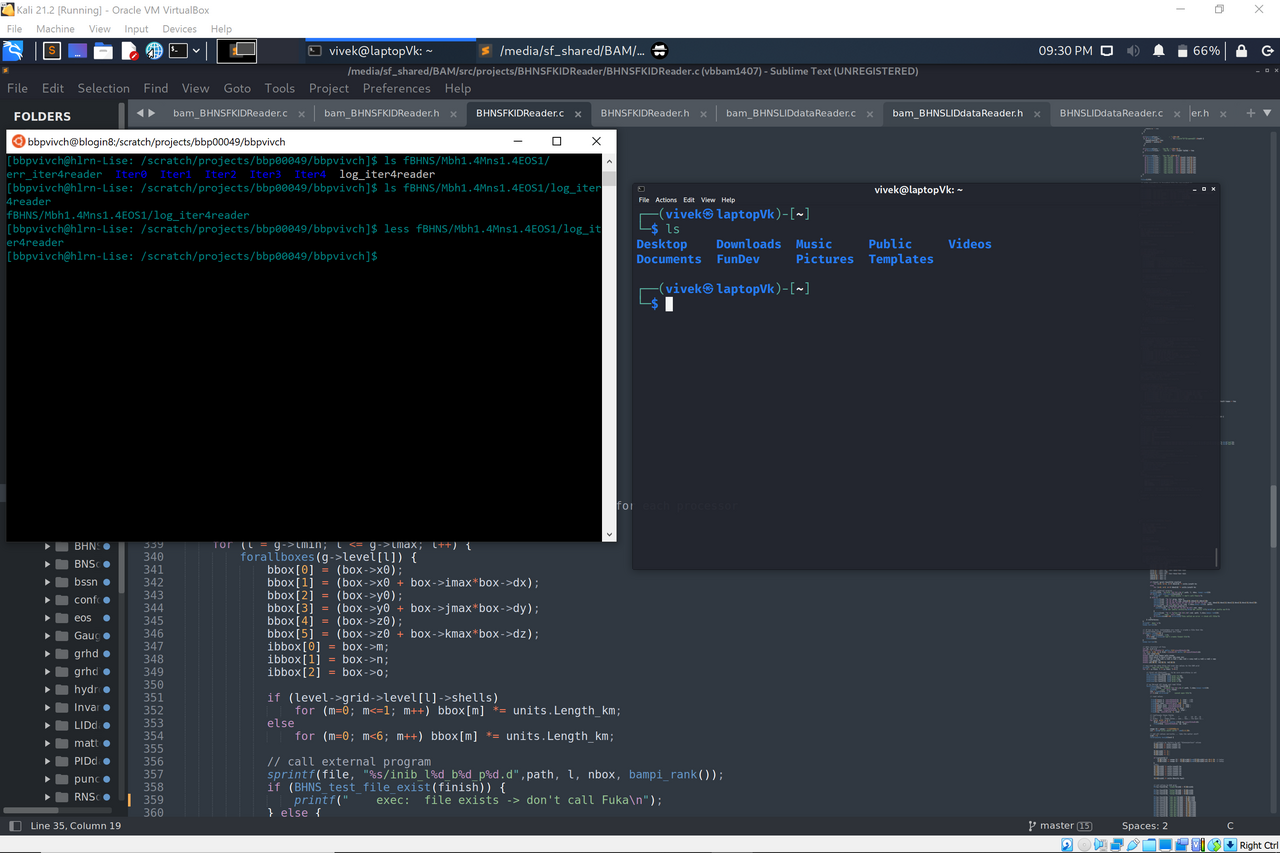 Kali 21.2 [Running] - Oracle VM VirtualBox
File Machine View Input Devices Help
vivek@laptopVk: ~
/media/sf_shared/BAM/...
09:30 PM
66%
/media/sf_shared/BAM/src/projects/BHNSFKIDReader/BHNSFKIDReader.c (vbbam1407) - Sublime Text (UNREGISTERED)
File Edit Selection Find View Goto Tools Project Preferences Help
FOLDERS
bam_BHNSFKIDReader.c
bam_BHNSFKIDReader.h
BHNSFKIDReader.c
BHNSFKIDReader.h
bam_BHNSLIDdataReader.c
bam_BHNSLIDdataReader.h
BHNSLIDdataReader.c
er.h
bbpvivch@blogin8:/scratch/projects/bbp00049/bbpvivch
[bbpvivch@hlrn-Lise: /scratch/projects/bbp00049/bbpvivch]$ ls fBHNS/Mbh1.4Mns1.4EOS1/
err_iter4reader Iter0 Iter1 Iter2 Iter3 Iter4 log_iter4reader
[bbpvivch@hlrn-Lise: /scratch/projects/bbp00049/bbpvivch]$ ls fBHNS/Mbh1.4Mns1.4EOS1/log_iter
4reader
fBHNS/Mbh1.4Mns1.4EOS1/log_iter4reader
[bbpvivch@hlrn-Lise: /scratch/projects/bbp00049/bbpvivch]$ less fBHNS/Mbh1.4Mns1.4EOS1/log_it
er4reader
[bbpvivch@hlrn-Lise: /scratch/projects/bbp00049/bbpvivch]$
vivek@laptopVk: ~
File Actions Edit View Help
┌──(vivek㉿laptopVk)-[~]
└─$ ls
Desktop Downloads Music Public Videos
Documents FunDev Pictures Templates
┌──(vivek㉿laptopVk)-[~]
└─$
for each processor
BHNS
BNSc
bssn
confo
eos
Gaug
grhd
grhd
hydro
Invar
LIDd
matt
PIDd
punc
RNSc
339 for (l = g->lmin; l <= g->lmax; l++) {
340 forallboxes(g->level[l]) {
341 bbox[0] = (box->x0);
342 bbox[1] = (box->x0 + box->imax*box->dx);
343 bbox[2] = (box->y0);
344 bbox[3] = (box->y0 + box->jmax*box->dy);
345 bbox[4] = (box->z0);
346 bbox[5] = (box->z0 + box->kmax*box->dz);
347 ibbox[0] = box->m;
348 ibbox[1] = box->n;
349 ibbox[2] = box->o;
350
351 if (level->grid->level[l]->shells)
352 for (m=0; m<=1; m++) bbox[m] *= units.Length_km;
353 else
354 for (m=0; m<6; m++) bbox[m] *= units.Length_km;
355
356 // call external program
357 sprintf(file, "%s/inib_l%d_b%d_p%d.d",path, l, nbox, bampi_rank());
358 if (BHNS_test_file_exist(finish)) {
359 printf("    exec:  file exists -> don't call Fuka\n");
360 } else {
Line 35, Column 19
master 15
Spaces: 2
C
Right Ctrl